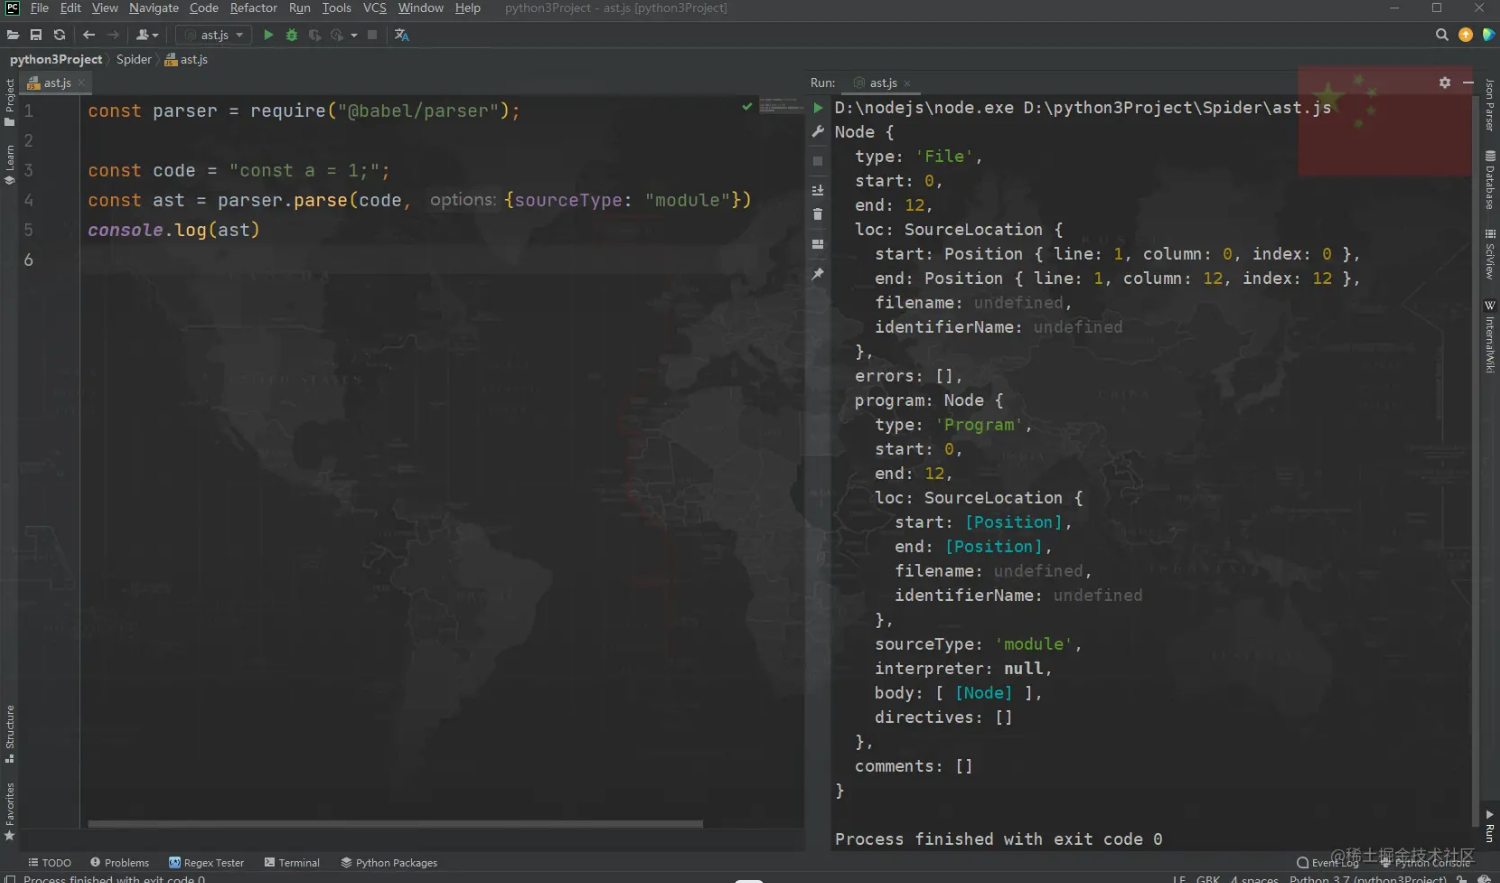 File Edit View Navigate Code Refactor Run Tools VCS Window Help python3Project - ast.js [python3Project]
ast.js
python3Project Spider ast.js
ast.js
Run: ast.js
Project
Learn
Structure
Favorites
1 const parser = require("@babel/parser");
2
3 const code = "const a = 1;";
4 const ast = parser.parse(code, options: {sourceType: "module"})
5 console.log(ast)
6
D:\nodejs\node.exe D:\python3Project\Spider\ast.js
Node {
  type: 'File',
  start: 0,
  end: 12,
  loc: SourceLocation {
    start: Position { line: 1, column: 0, index: 0 },
    end: Position { line: 1, column: 12, index: 12 },
    filename: undefined,
    identifierName: undefined
  },
  errors: [],
  program: Node {
    type: 'Program',
    start: 0,
    end: 12,
    loc: SourceLocation {
      start: [Position],
      end: [Position],
      filename: undefined,
      identifierName: undefined
    },
    sourceType: 'module',
    interpreter: null,
    body: [ [Node] ],
    directives: []
  },
  comments: []
}
Process finished with exit code 0
Json Parser
Database
SciView
InternalWiki
Run
TODO Problems Regex Tester Terminal Python Packages Event Log Python Console
@稀土掘金技术社区
Process finished with exit code 0 LF GBK 4 spaces Python 3.7 (python3Project)